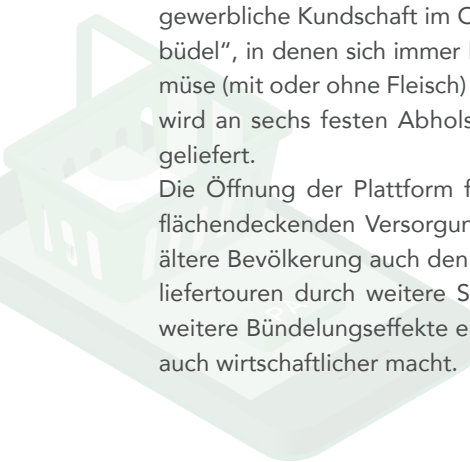 gewerbliche Kundschaft im
büdel“, in denen sich immer
müse (mit oder ohne Fleisch)
wird an sechs festen Abhols
geliefert.
Die Öffnung der Plattform f
flächendeckenden Versorgun
ältere Bevölkerung auch den
liefertouren durch weitere S
weitere Bündelungseffekte e
auch wirtschaftlicher macht.